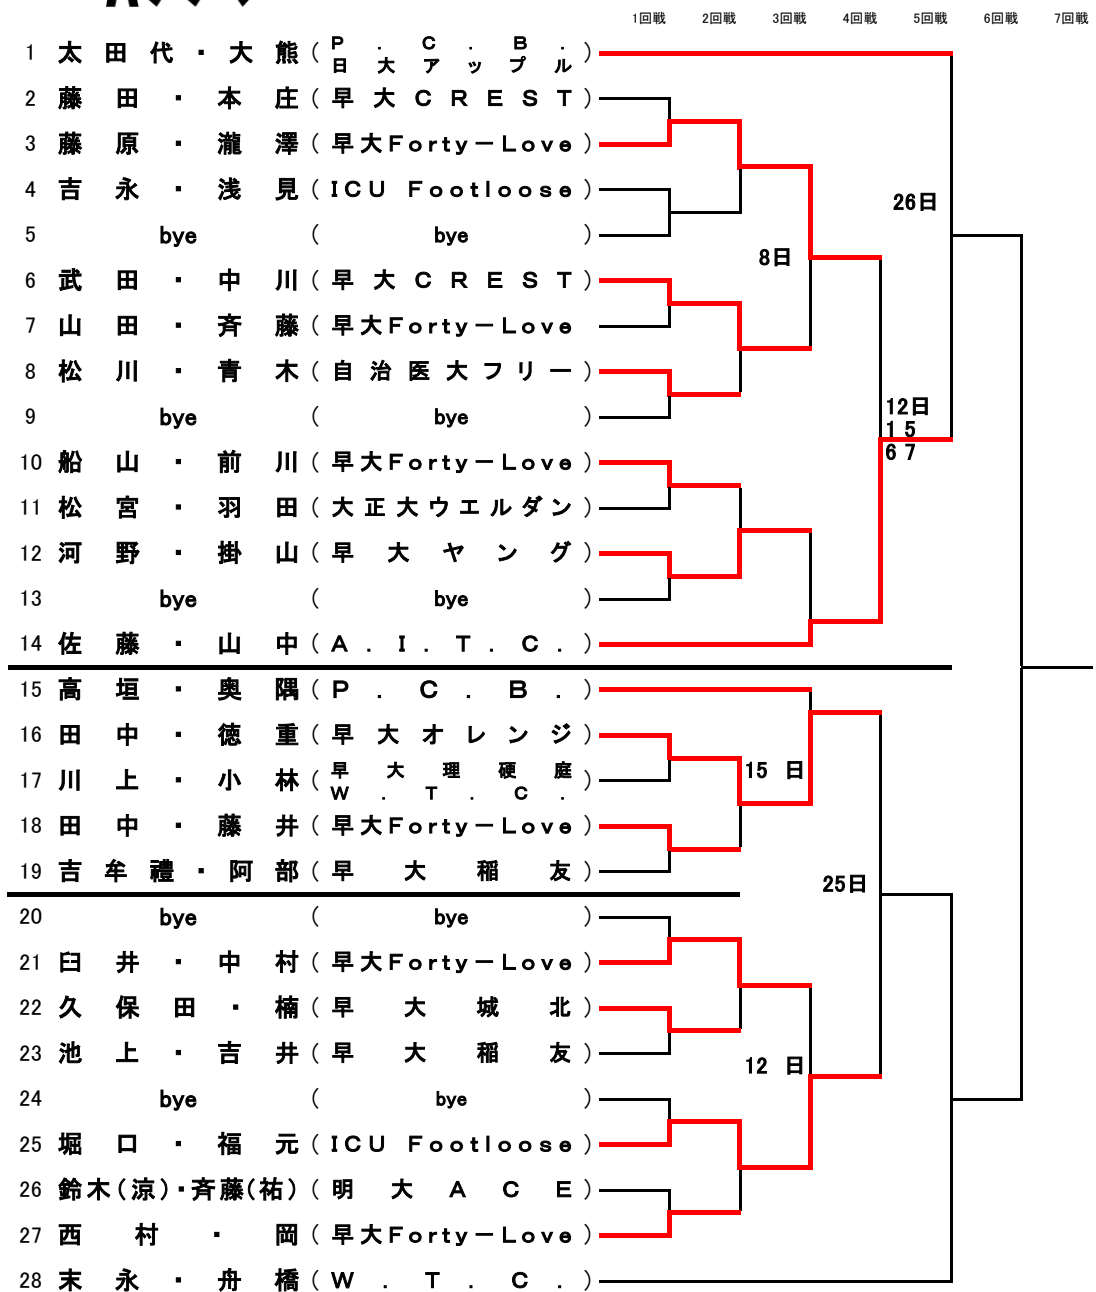 1回戦 2回戦 3回戦 4回戦 5回戦 6回戦 7回戦
1 太田代・大熊 (P.C.B. 日大アップル)
2 藤田・本庄 (早大CREST)
3 藤原・瀧澤 (早大Forty-Love)
4 吉永・浅見 (ICU Footloose)
26日
5 bye (bye)
8日
6 武田・中川 (早大CREST)
7 山田・斉藤 (早大Forty-Love
8 松川・青木 (自治医大フリー)
12日
9 bye (bye)
1 5
6 7
10 船山・前川 (早大Forty-Love)
11 松宮・羽田 (大正大ウエルダン)
12 河野・掛山 (早大ヤング)
13 bye (bye)
14 佐藤・山中 (A.I.T.C.)
15 高垣・奥隅 (P.C.B.)
16 田中・徳重 (早大オレンジ)
15 日
17 川上・小林 (早大理硬庭 W.T.C.)
18 田中・藤井 (早大Forty-Love)
19 吉牟禮・阿部 (早大稲友)
25日
20 bye (bye)
21 臼井・中村 (早大Forty-Love)
22 久保田・楠 (早大城北)
23 池上・吉井 (早大稲友)
12 日
24 bye (bye)
25 堀口・福元 (ICU Footloose)
26 鈴木(涼)・斉藤(祐) (明大ACE)
27 西村・岡 (早大Forty-Love)
28 末永・舟橋 (W.T.C.)